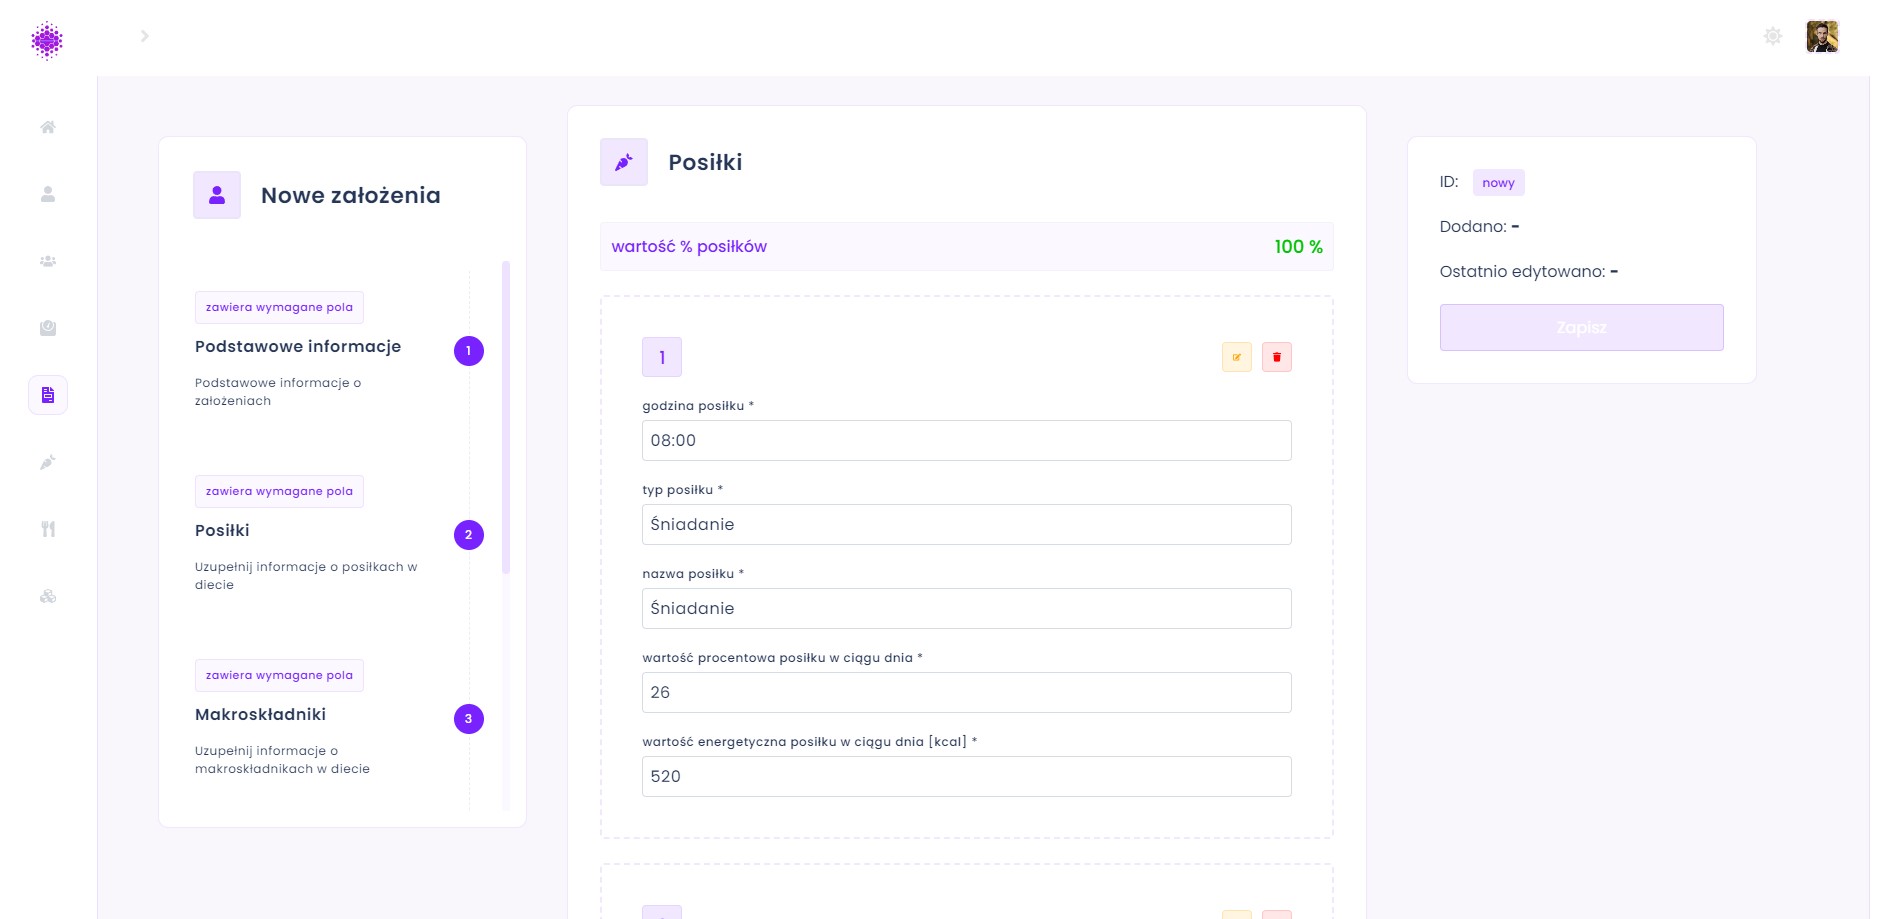 Nowe założenia
zawiera wymagane pola
Podstawowe informacje
1
Podstawowe informacje o
założeniach
zawiera wymagane pola
Posiłki
2
Uzupełnij informacje o posiłkach w
diecie
zawiera wymagane pola
Makroskładniki
3
Uzupełnij informacje o
makroskładnikach w diecie
Posiłki
wartość % posiłków 100 %
1
godzina posiłku *
08:00
typ posiłku *
Śniadanie
nazwa posiłku *
Śniadanie
wartość procentowa posiłku w ciągu dnia *
26
wartość energetyczna posiłku w ciągu dnia [kcal] *
520
ID: nowy
Dodano: -
Ostatnio edytowano: -
Zapisz